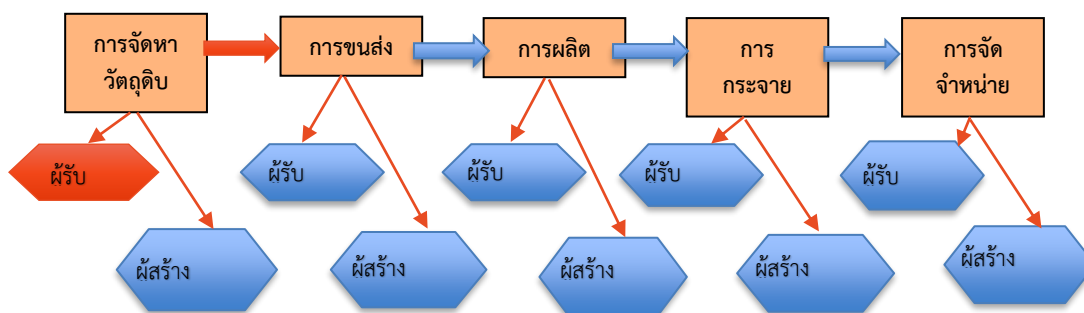 การจัดหา
วัตถุดิบ
การขนส่ง
การผลิต
การ
กระจาย
การจัด
จำหน่าย
ผู้รับ
ผู้รับ
ผู้รับ
ผู้รับ
ผู้รับ
ผู้สร้าง
ผู้สร้าง
ผู้สร้าง
ผู้สร้าง
ผู้สร้าง